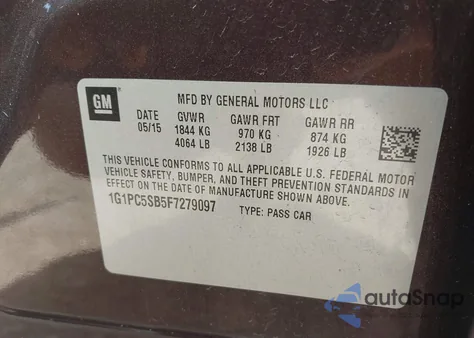 GM
MFD BY GENERAL MOTORS LLC
DATE GVWR GAWR FRT GAWR RR
05/15 1844 KG 970 KG 874 KG
4064 LB 2138 LB 1926 LB
THIS VEHICLE CONFORMS TO ALL APPLICABLE U.S. FEDERAL MOTOR
VEHICLE SAFETY, BUMPER, AND THEFT PREVENTION STANDARDS IN
EFFECT ON THE DATE OF MANUFACTURE SHOWN ABOVE.
1G1PC5SB5F7279097 TYPE: PASS CAR
autoSnap